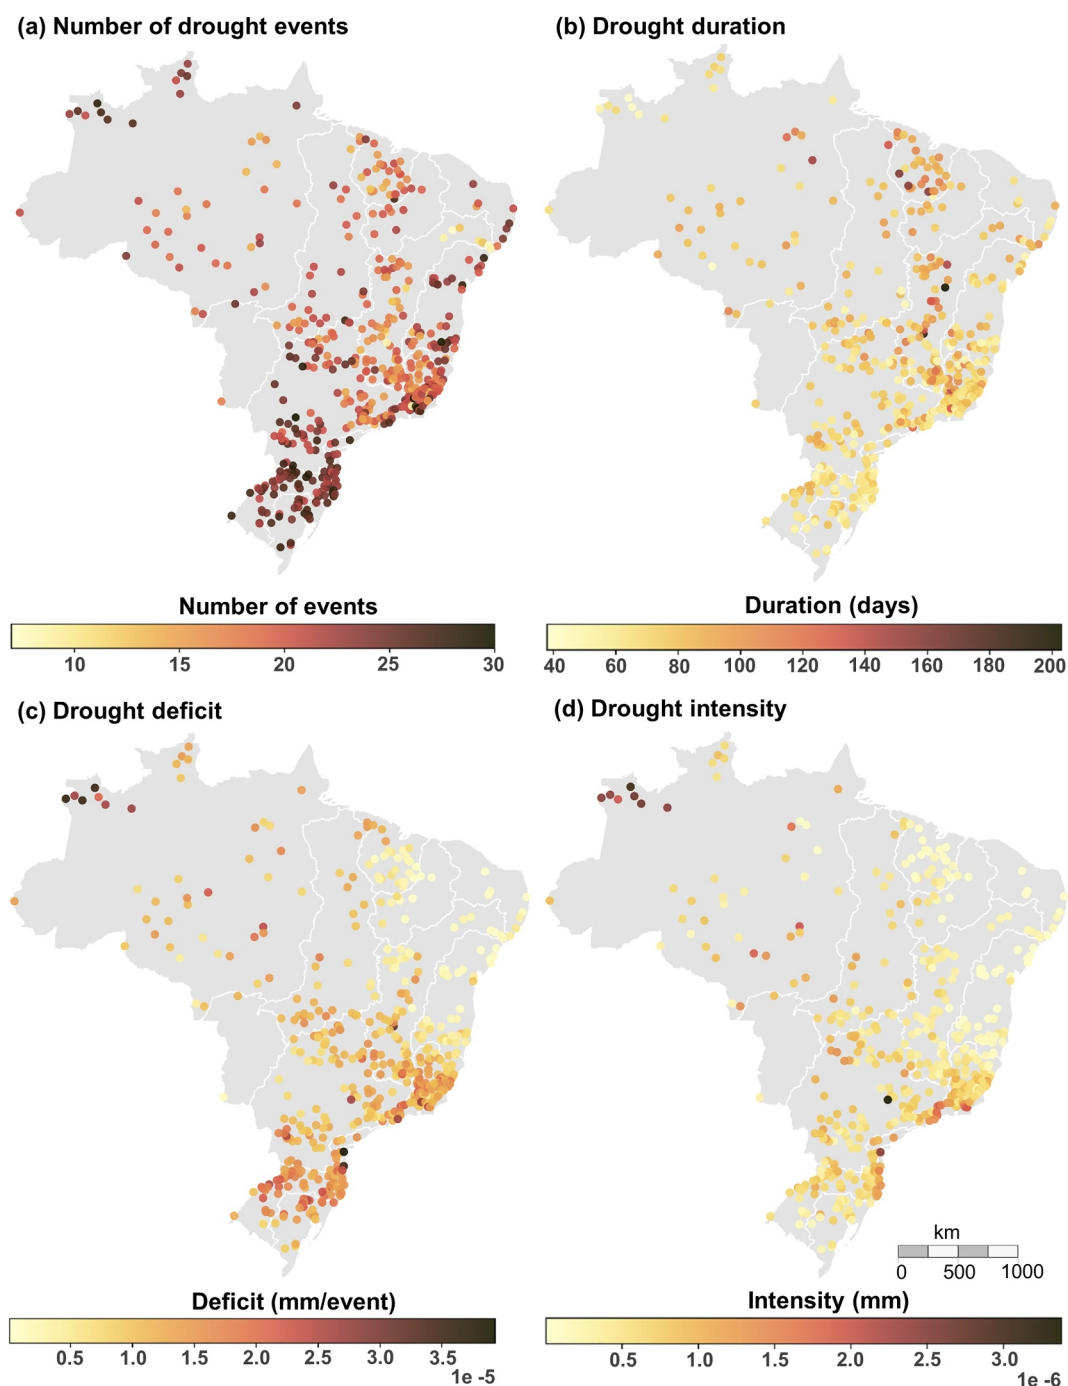 (a) Number of drought events
(b) Drought duration
Number of events
10 15 20 25 30
Duration (days)
40 60 80 100 120 140 160 180 200
(c) Drought deficit
(d) Drought intensity
km
0 500 1000
Deficit (mm/event)
0.5 1.0 1.5 2.0 2.5 3.0 3.5
1e -5
Intensity (mm)
0.5 1.0 1.5 2.0 2.5 3.0
1e -6